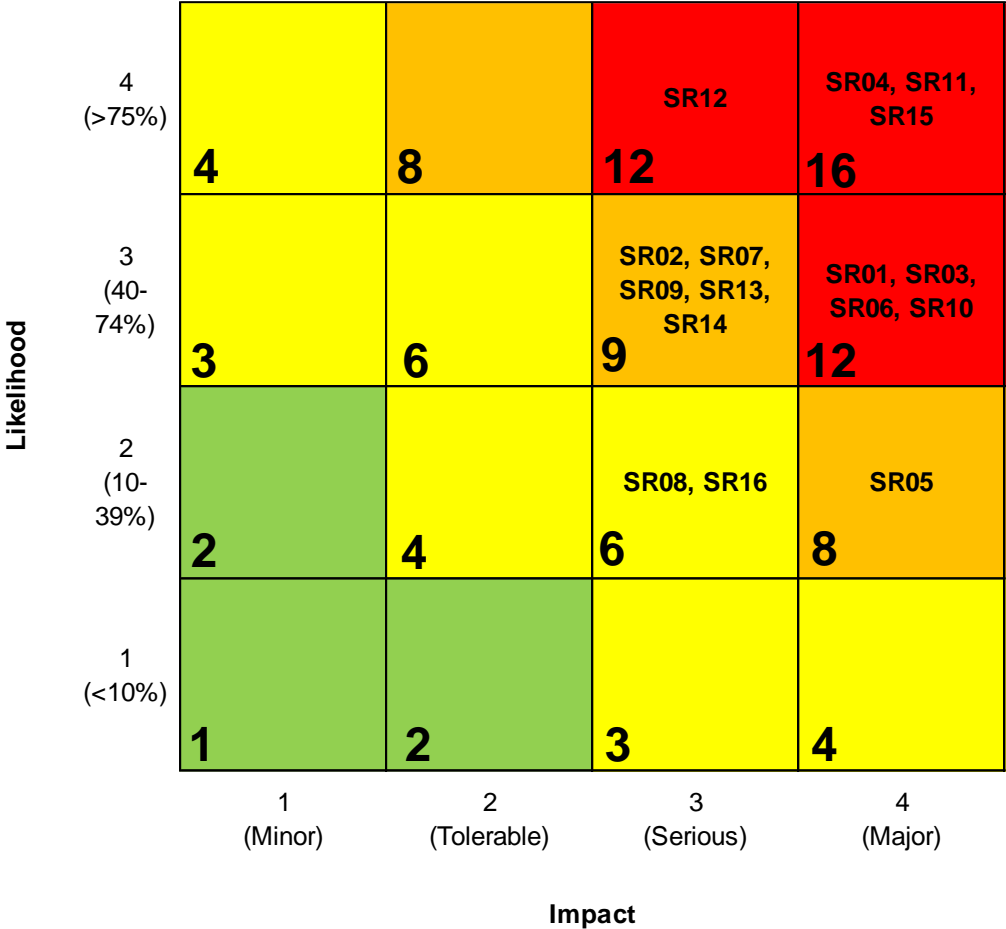 Likelihood
4
(>75%)
4
8
SR12
12
SR04, SR11,
SR15
16
3
(40-
74%)
3
6
SR02, SR07,
SR09, SR13,
SR14
9
SR01, SR03,
SR06, SR10
12
2
(10-
39%)
2
4
SR08, SR16
6
SR05
8
1
(<10%)
1
2
3
4
1
(Minor)
2
(Tolerable)
3
(Serious)
4
(Major)
Impact